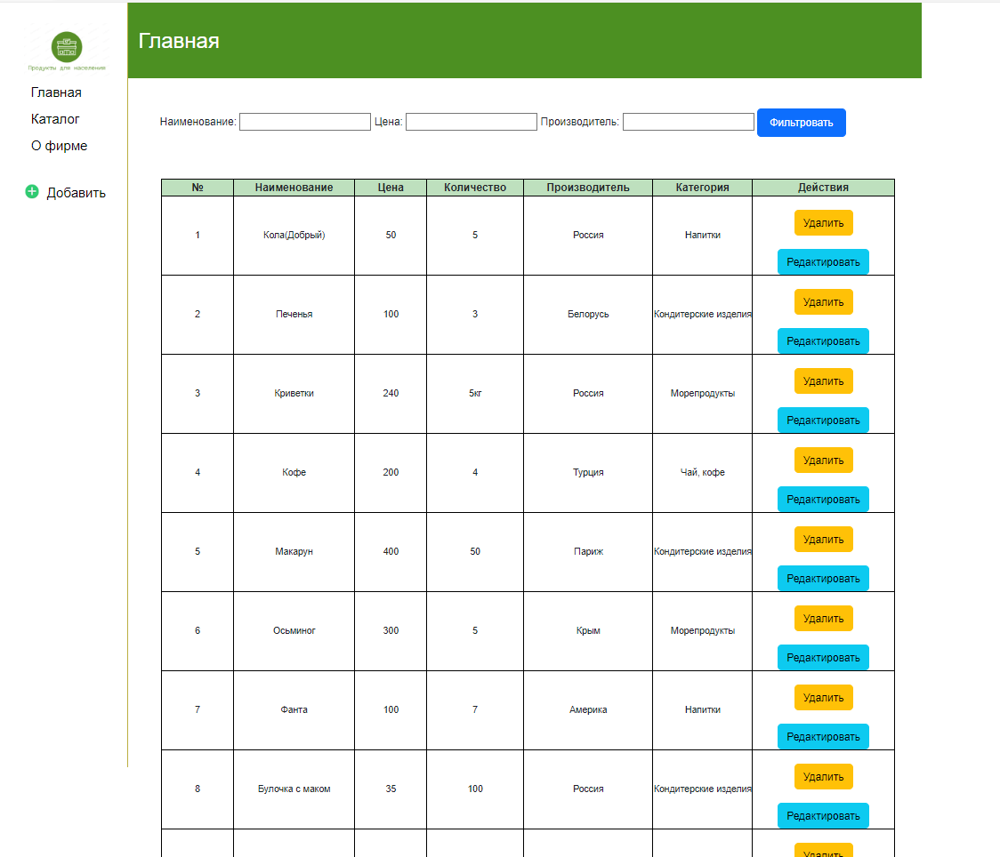 Главная
Продукты для населения
Главная
Каталог
О фирме
Добавить
Наименование: Цена: Производитель: Фильтровать
№ Наименование Цена Количество Производитель Категория Действия
1 Кола(Добрый) 50 5 Россия Напитки Удалить
Редактировать
2 Печенья 100 3 Белорусь Кондитерские изделия Удалить
Редактировать
3 Криветки 240 5кг Россия Морепродукты Удалить
Редактировать
4 Кофе 200 4 Турция Чай, кофе Удалить
Редактировать
5 Макарун 400 50 Париж Кондитерские изделия Удалить
Редактировать
6 Осьминог 300 5 Крым Морепродукты Удалить
Редактировать
7 Фанта 100 7 Америка Напитки Удалить
Редактировать
8 Булочка с маком 35 100 Россия Кондитерские изделия Удалить
Редактировать
Удалить